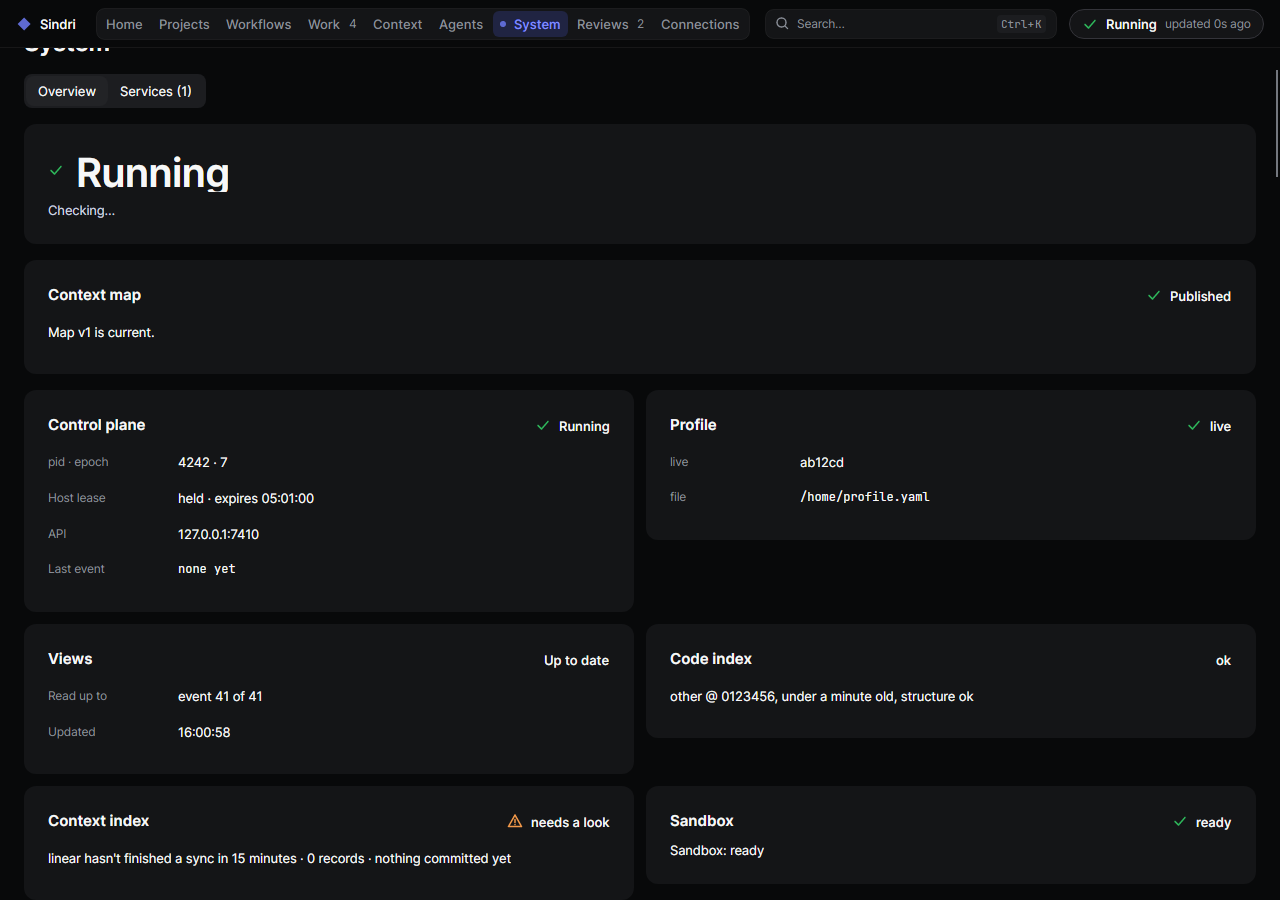 Sindri Home Projects Workflows Work 4 Context Agents System Reviews 2 Connections Search... Ctrl+K Running updated 0s ago
System
Overview Services (1)
Running
Checking...
Context map Published
Map v1 is current.
Control plane Running
pid · epoch 4242 · 7
Host lease held · expires 05:01:00
API 127.0.0.1:7410
Last event none yet
Profile live
live ab12cd
file /home/profile.yaml
Views Up to date
Read up to event 41 of 41
Updated 16:00:58
Code index ok
other @ 0123456, under a minute old, structure ok
Context index needs a look
linear hasn't finished a sync in 15 minutes · 0 records · nothing committed yet
Sandbox ready
Sandbox: ready